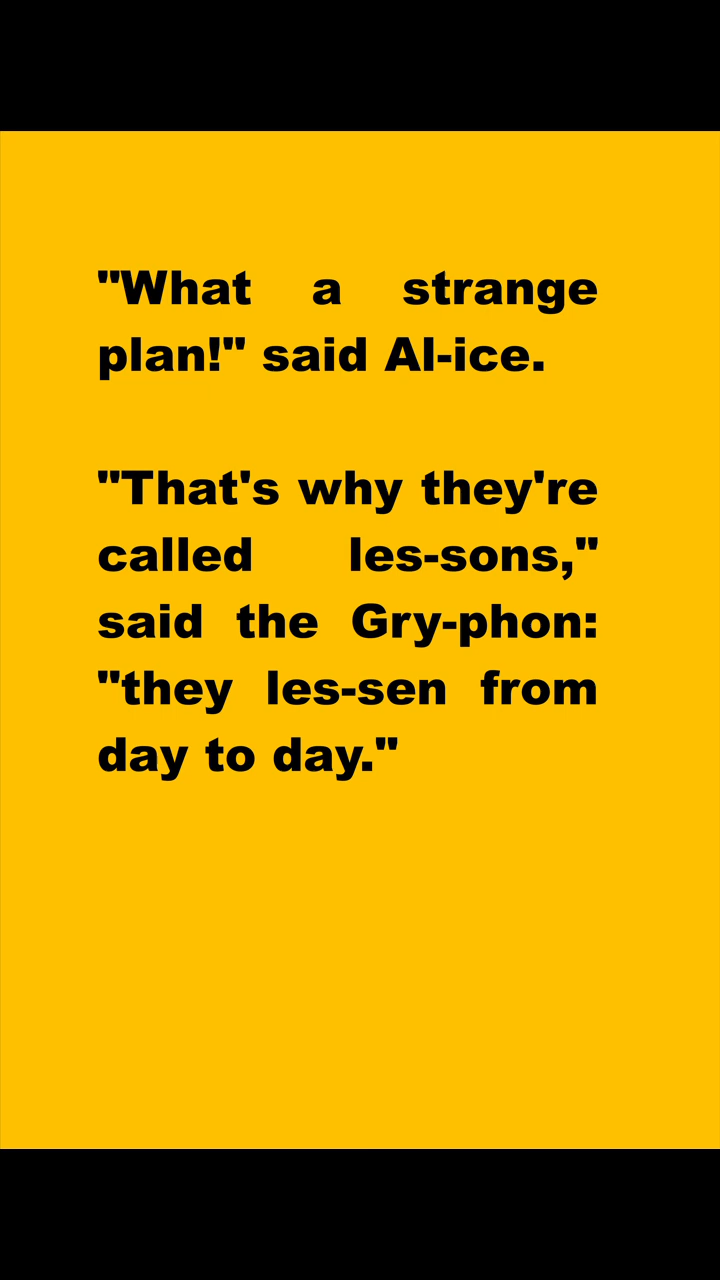 "What a strange
plan!" said Al-ice.
"That's why they're
called les-sons,"
said the Gry-phon:
"they les-sen from
day to day."